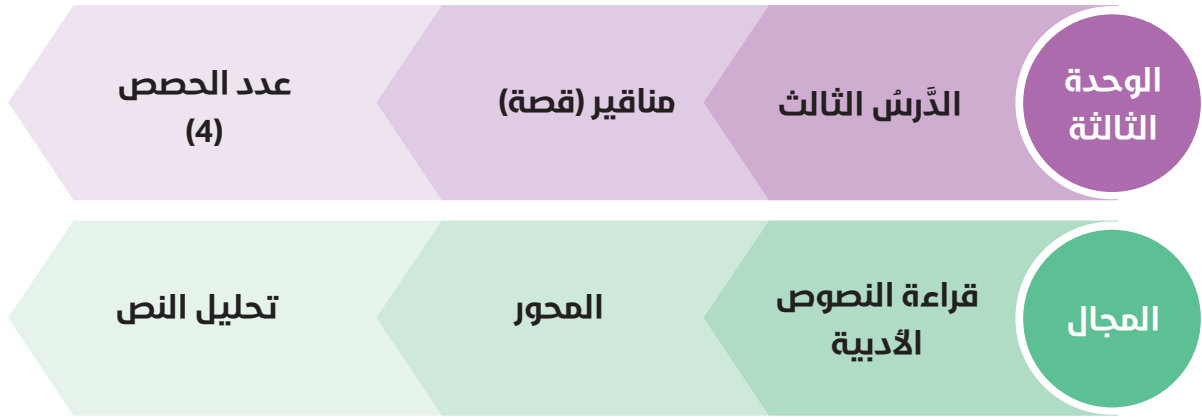 الوحدة
الثالثة
الدَّرسُ الثالث
مناقير (قصة)
عدد الحصص
(4)
المجال
قراءة النصوص
الأدبية
المحور
تحليل النص